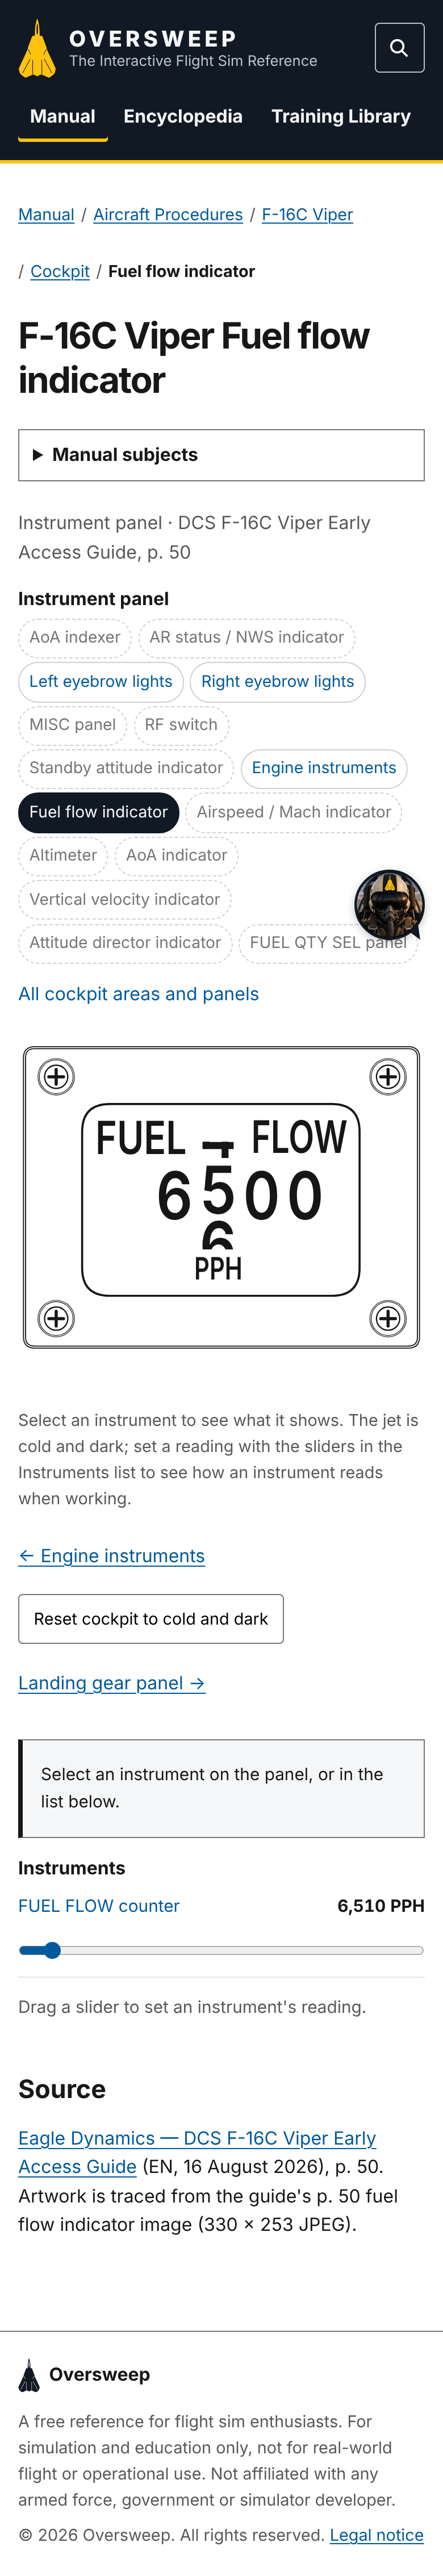 OVERSWEEP
The Interactive Flight Sim Reference
Manual Encyclopedia Training Library
Manual / Aircraft Procedures / F-16C Viper
/ Cockpit / Fuel flow indicator
F-16C Viper Fuel flow
indicator
Manual subjects
Instrument panel · DCS F-16C Viper Early
Access Guide, p. 50
Instrument panel
AoA indexer AR status / NWS indicator
Left eyebrow lights Right eyebrow lights
MISC panel RF switch
Standby attitude indicator Engine instruments
Fuel flow indicator Airspeed / Mach indicator
Altimeter AoA indicator
Vertical velocity indicator
Attitude director indicator FUEL QTY SEL panel
All cockpit areas and panels
FUEL FLOW
6 5 0 0
6
PPH
Select an instrument to see what it shows. The jet is
cold and dark; set a reading with the sliders in the
Instruments list to see how an instrument reads
when working.
← Engine instruments
Reset cockpit to cold and dark
Landing gear panel →
Select an instrument on the panel, or in the
list below.
Instruments
FUEL FLOW counter 6,510 PPH
Drag a slider to set an instrument's reading.
Source
Eagle Dynamics — DCS F-16C Viper Early
Access Guide (EN, 16 August 2026), p. 50.
Artwork is traced from the guide's p. 50 fuel
flow indicator image (330 × 253 JPEG).
Oversweep
A free reference for flight sim enthusiasts. For
simulation and education only, not for real-world
flight or operational use. Not affiliated with any
armed force, government or simulator developer.
© 2026 Oversweep. All rights reserved. Legal notice